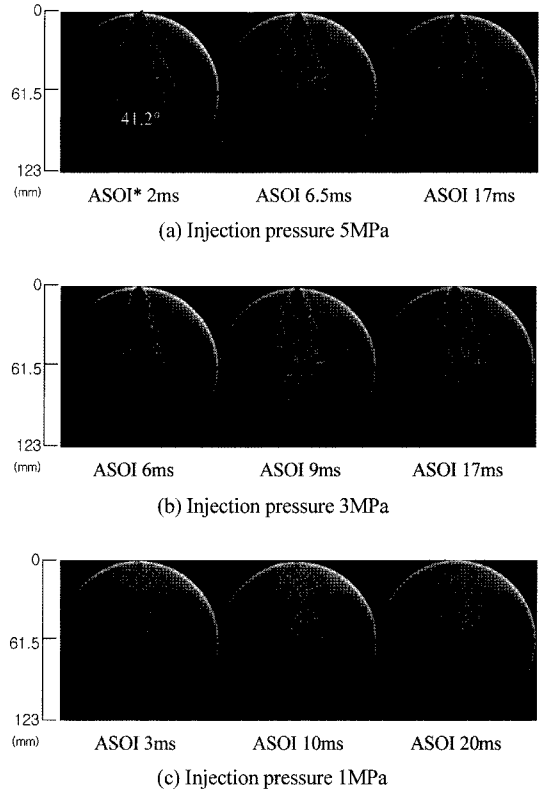 0
61.5
41.2°
123
(mm)
ASOI* 2ms ASOI 6.5ms ASOI 17ms
(a) Injection pressure 5MPa
0
61.5
123
(mm)
ASOI 6ms ASOI 9ms ASOI 17ms
(b) Injection pressure 3MPa
0
61.5
123
(mm)
ASOI 3ms ASOI 10ms ASOI 20ms
(c) Injection pressure 1MPa